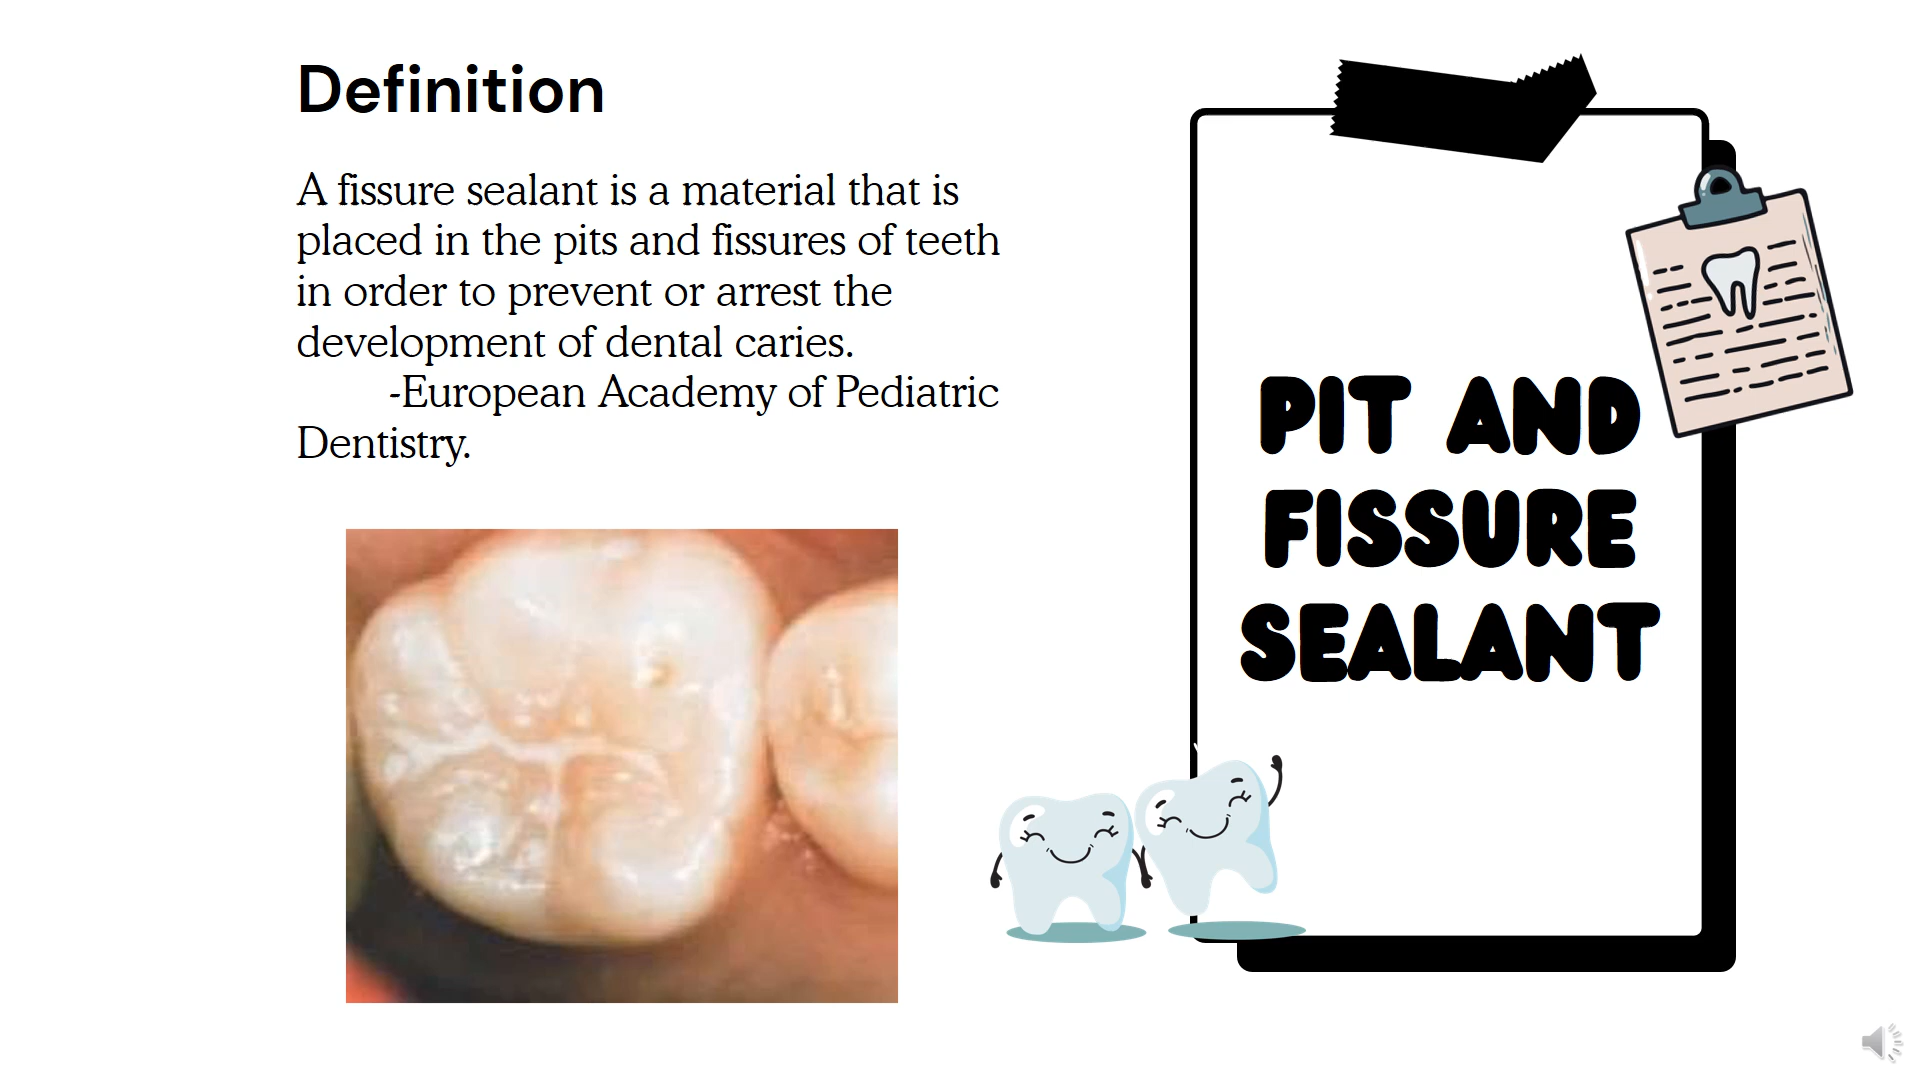 Definition
A fissure sealant is a material that is
placed in the pits and fissures of teeth
in order to prevent or arrest the
development of dental caries.
-European Academy of Pediatric
Dentistry.
PIT AND
FISSURE
SEALANT